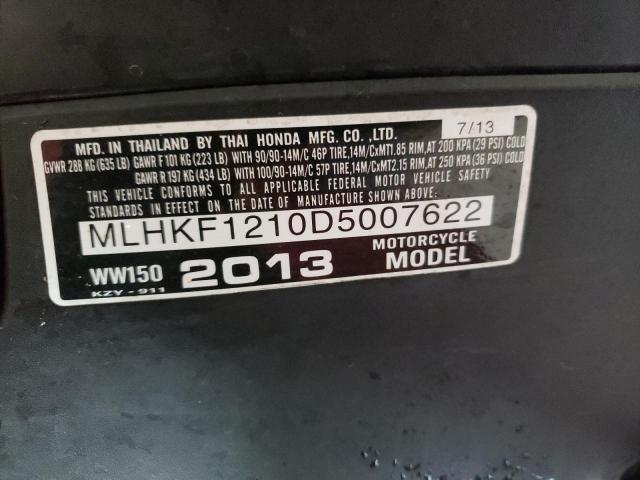 7/13
MFD. IN THAILAND BY THAI HONDA MFG. CO.,LTD.
GVWR 288 KG (635 LB) GAWR F 101 KG (223 LB) WITH 90/90-14M/C 46P TIRE,14M/CxMT1.85 RIM,AT 200 KPA (29 PSI) COLD
GAWR R 197 KG (434 LB) WITH 100/90-14M/C 57P TIRE,14M/CxMT2.15 RIM,AT 250 KPA (36 PSI) COLD
THIS VEHICLE CONFORMS TO ALL APPLICABLE FEDERAL MOTOR VEHICLE SAFETY
STANDARDS IN EFFECT ON THE DATE OF MANUFACTURE SHOWN ABOVE.
MLHKF1210D5007622
WW150 2013 MOTORCYCLE
MODEL
KZY-911